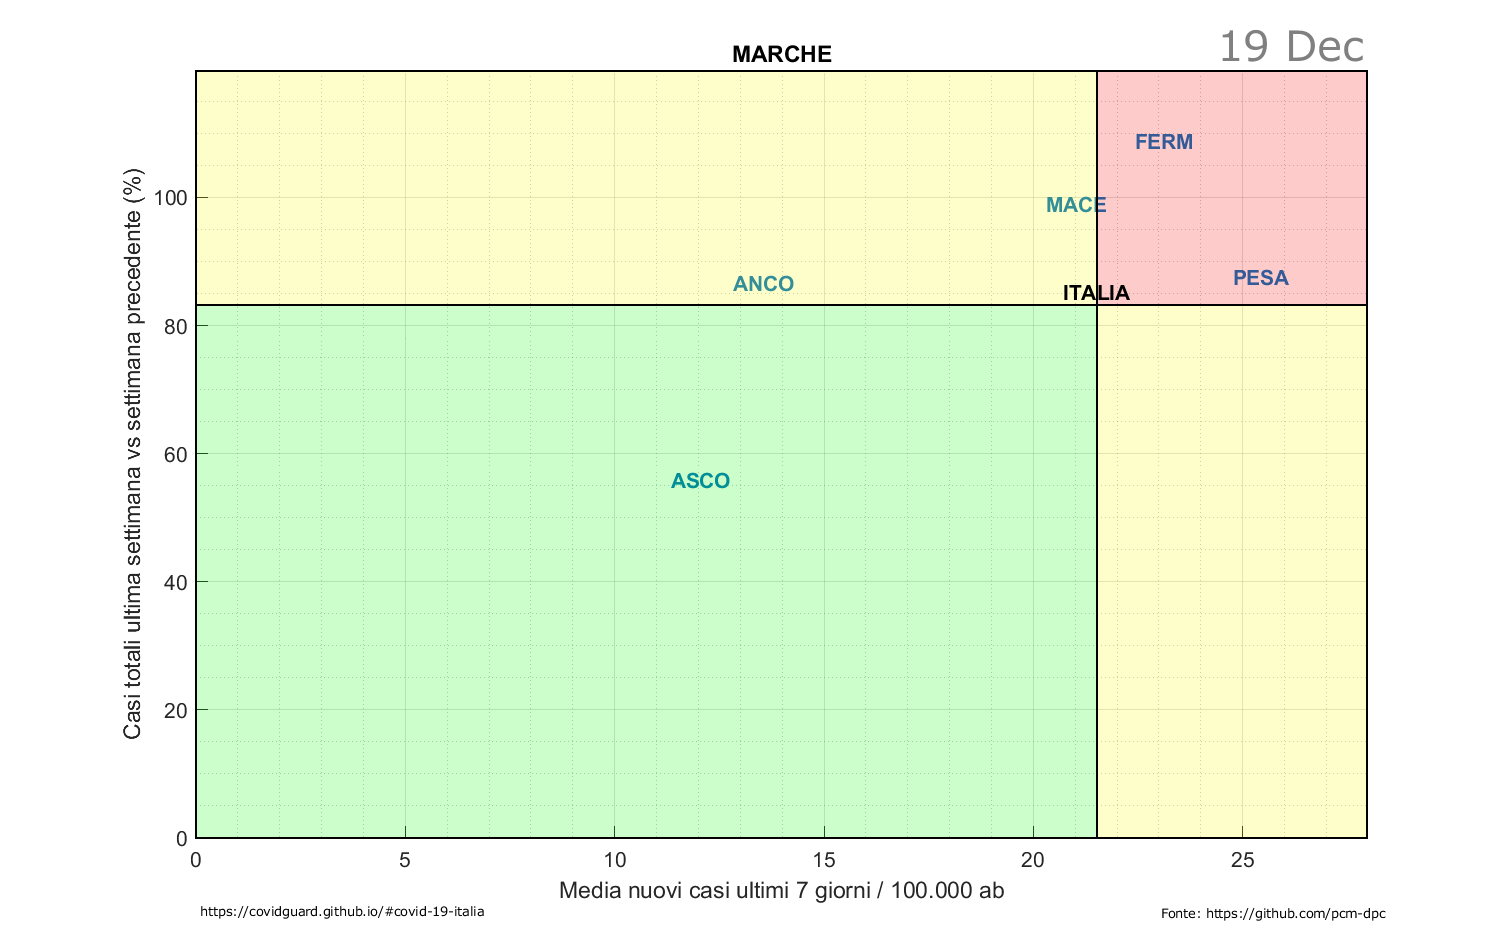 19 Dec
MARCHE
Casi totali ultima settimana vs settimana precedente (%)
100
80
60
40
20
0
FERM
MACE
PESA
ANCO
ITALIA
ASCO
0 5 10 15 20 25
Media nuovi casi ultimi 7 giorni / 100.000 ab
https://covidguard.github.io/#covid-19-italia
Fonte: https://github.com/pcm-dpc